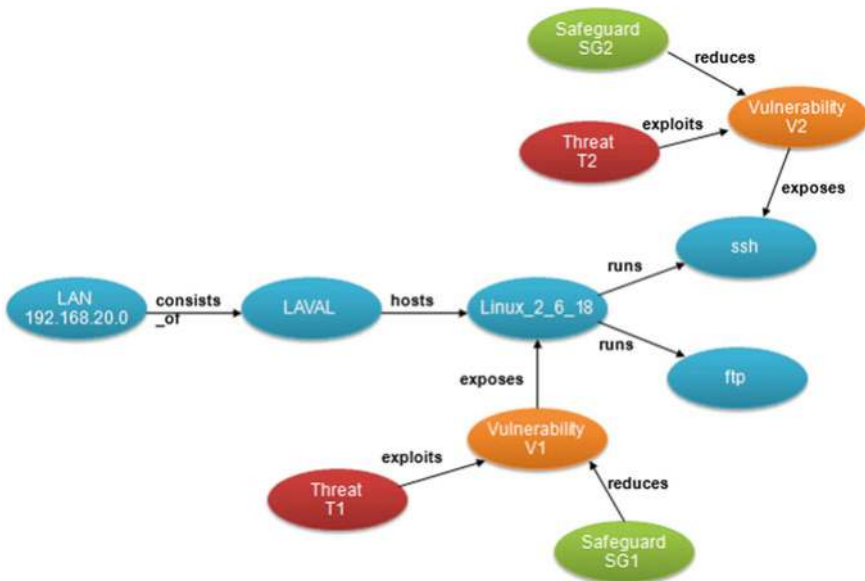 Safeguard
SG2
reduces
Vulnerability
V2
exploits
Threat
T2
exposes
ssh
runs
LAN
192.168.20.0
consists
_of
LAVAL
hosts
Linux_2_6_18
runs
ftp
exposes
Vulnerability
V1
exploits
Threat
T1
reduces
Safeguard
SG1